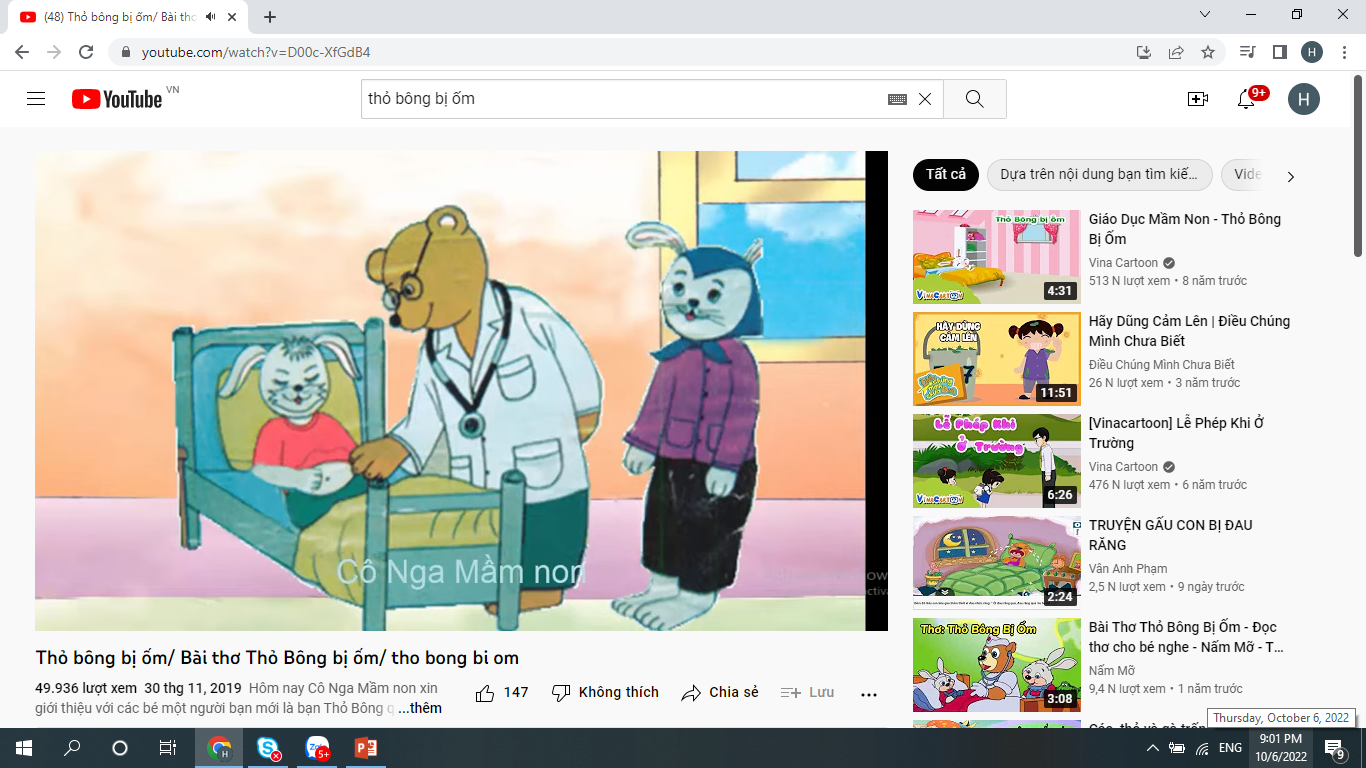 (48) Thỏ bông bị ốm/ Bài thơ
youtube.com/watch?v=D00c-XfGdB4
H
YouTube VN
thỏ bông bị ốm
9+
H
Cô Nga Mầm non
Thỏ bông bị ốm/ Bài thơ Thỏ Bông bị ốm/ tho bong bi om
49.936 lượt xem 30 thg 11, 2019 Hôm nay Cô Nga Mầm non xin
giới thiệu với các bé một người bạn mới là bạn Thỏ Bông q ...thêm
147
Không thích
Chia sẻ
Lưu
Tất cả
Dựa trên nội dung bạn tìm kiế...
Vide
Thỏ Bông bị ốm
VINACARTOON
4:31
Giáo Dục Mầm Non - Thỏ Bông
Bị Ốm
Vina Cartoon
513 N lượt xem • 8 năm trước
HÃY DŨNG
CẢM LÊN
11:51
Hãy Dũng Cảm Lên | Điều Chúng
Mình Chưa Biết
Điều Chúng Mình Chưa Biết
26 N lượt xem • 3 năm trước
Lễ Phép Khi
Ở Trường
VINACARTOON
6:26
[Vinacartoon] Lễ Phép Khi Ở
Trường
Vina Cartoon
476 N lượt xem • 6 năm trước
2:24
TRUYỆN GẤU CON BỊ ĐAU
RĂNG
Vân Anh Phạm
2,5 N lượt xem • 9 ngày trước
Thơ: Thỏ Bông Bị Ốm
3:08
Bài Thơ Thỏ Bông Bị Ốm - Đọc
thơ cho bé nghe - Nấm Mỡ - T...
Nấm Mỡ
9,4 N lượt xem • 1 năm trước
Thursday, October 6, 2022
H
Zalo
5+
ENG
9:01 PM
10/6/2022
9